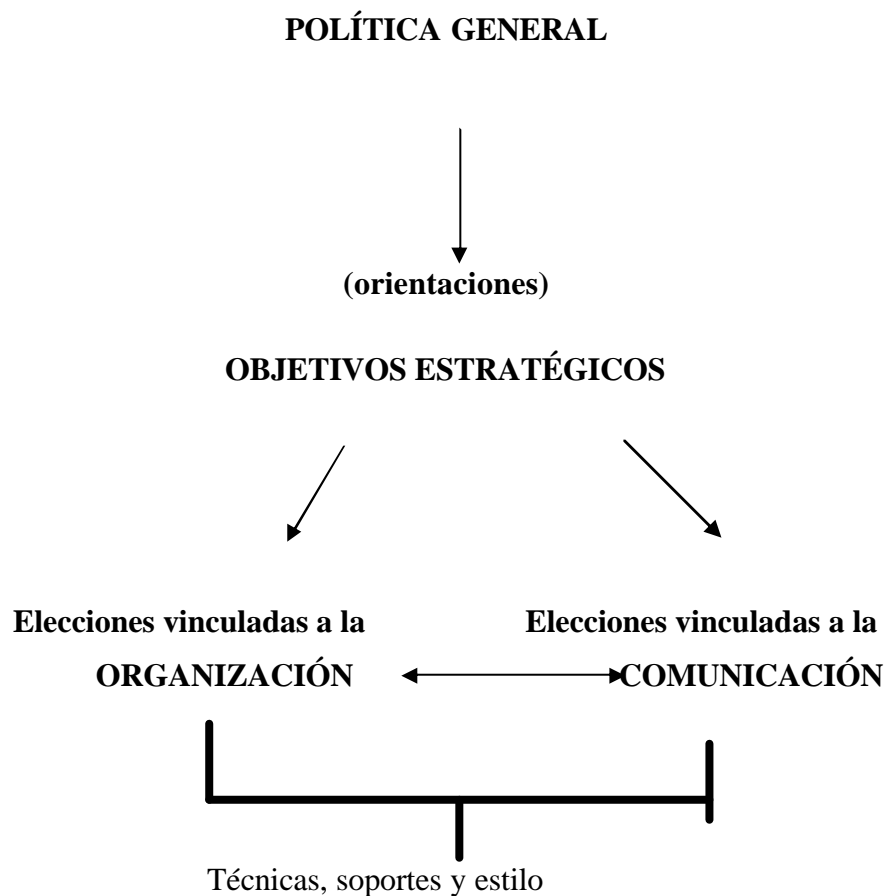 POLÍTICA GENERAL
(orientaciones)
OBJETIVOS ESTRATÉGICOS
Elecciones vinculadas a la
ORGANIZACIÓN
Elecciones vinculadas a la
COMUNICACIÓN
Técnicas, soportes y estilo